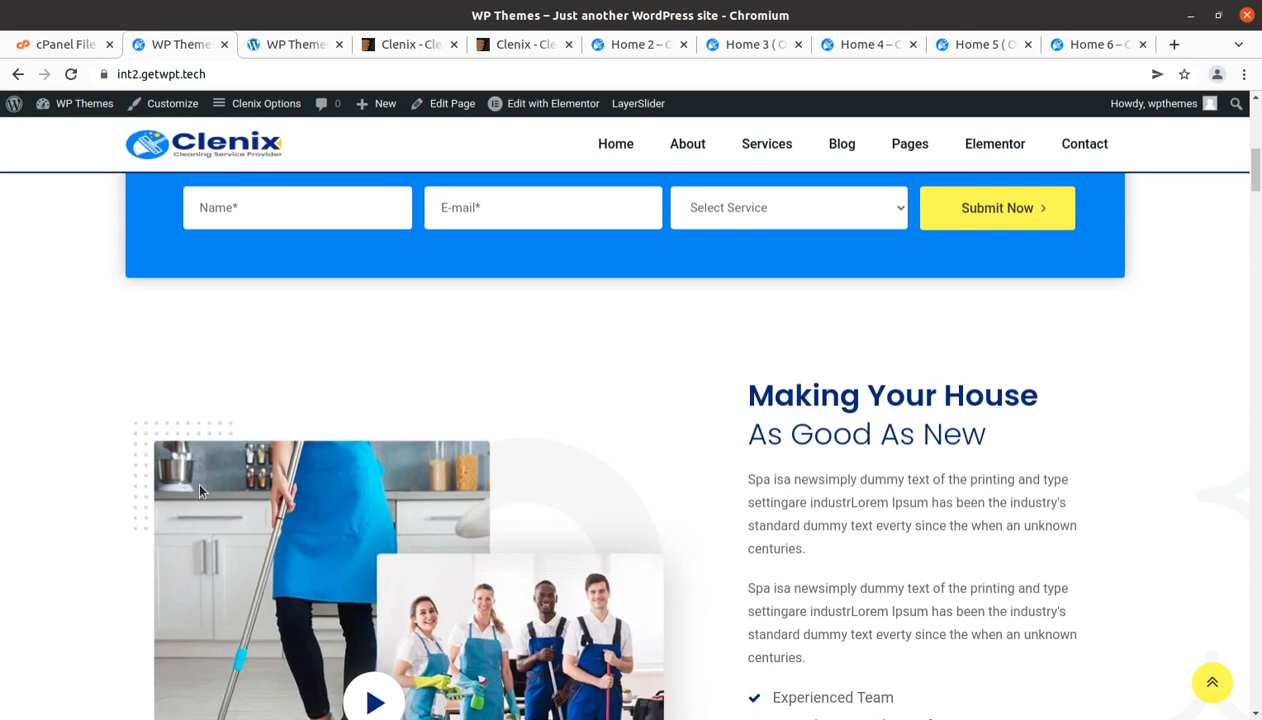 WP Themes – Just another WordPress site - Chromium
cPanel File
WP Theme
WP Theme
Clenix - Cle
Clenix - Cle
Home 2 – C
Home 3 ( O
Home 4 – C
Home 5 ( O
Home 6 – C
int2.getwpt.tech
WP Themes
Customize
Clenix Options
0
New
Edit Page
Edit with Elementor
LayerSlider
Howdy, wpthemes
Clenix
Cleaning Service Provider
Home
About
Services
Blog
Pages
Elementor
Contact
Name*
E-mail*
Select Service
Submit Now
Making Your House
As Good As New
Spa isa newsimply dummy text of the printing and type
settingare industrLorem Ipsum has been the industry's
standard dummy text everty since the when an unknown
centuries.
Spa isa newsimply dummy text of the printing and type
settingare industrLorem Ipsum has been the industry's
standard dummy text everty since the when an unknown
centuries.
Experienced Team